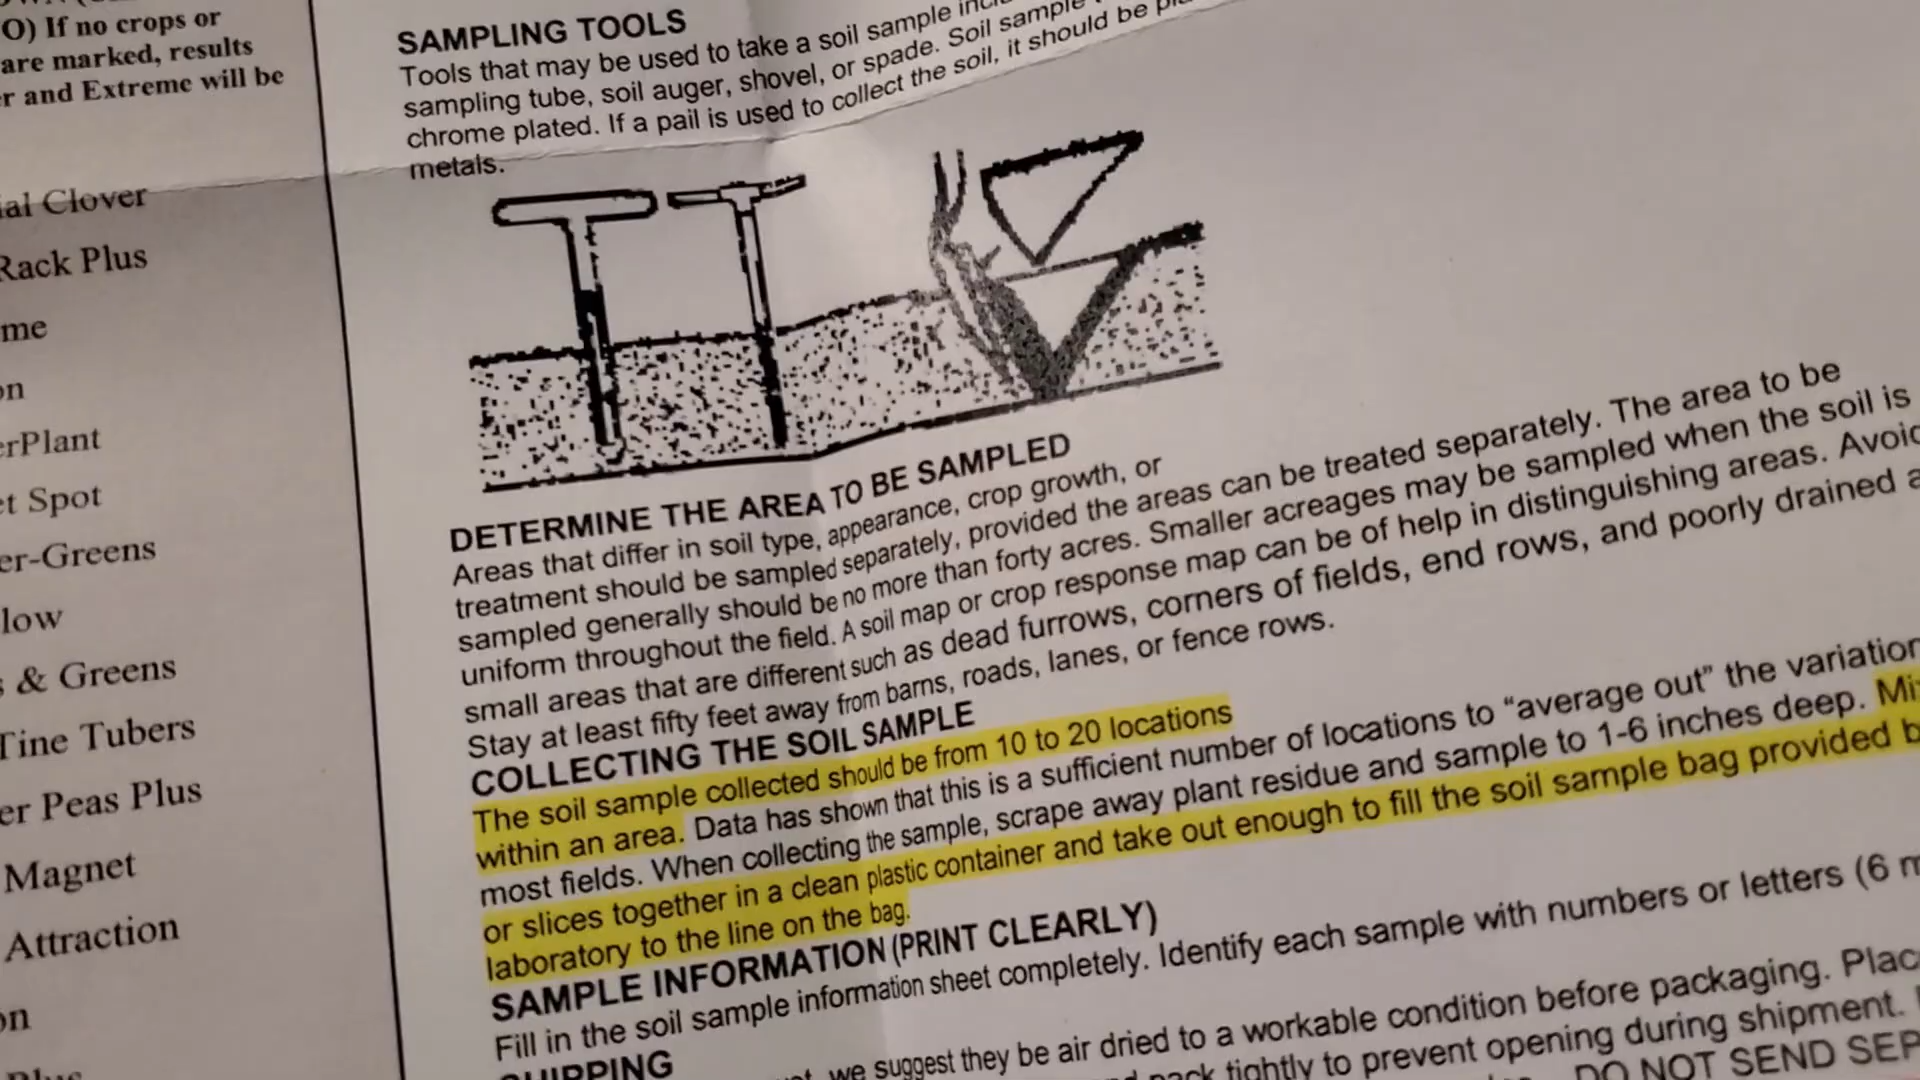 O) If no crops or
are marked, results
r and Extreme will be
ial Clover
Rack Plus
me
on
erPlant
et Spot
er-Greens
low
s & Greens
Tine Tubers
er Peas Plus
Magnet
Attraction
on
SAMPLING TOOLS
Tools that may be used to take a soil sample
sampling tube, soil auger, shovel, or spade. Soil sample
chrome plated. If a pail is used to collect the soil, it should be
metals.
DETERMINE THE AREA TO BE SAMPLED
Areas that differ in soil type, appearance, crop growth, or
treatment should be sampled separately, provided the areas can be treated separately. The area to be
sampled generally should be no more than forty acres. Smaller acreages may be sampled when the soil is
uniform throughout the field. A soil map or crop response map can be of help in distinguishing areas. Avoid
small areas that are different such as dead furrows, corners of fields, end rows, and poorly drained a
Stay at least fifty feet away from barns, roads, lanes, or fence rows.
COLLECTING THE SOIL SAMPLE
The soil sample collected should be from 10 to 20 locations
within an area. Data has shown that this is a sufficient number of locations to “average out” the variation
most fields. When collecting the sample, scrape away plant residue and sample to 1-6 inches deep. Mi
or slices together in a clean plastic container and take out enough to fill the soil sample bag provided b
laboratory to the line on the bag.
SAMPLE INFORMATION (PRINT CLEARLY)
Fill in the soil sample information sheet completely. Identify each sample with numbers or letters (6 m
SHIPPING
we suggest they be air dried to a workable condition before packaging. Plac
pack tightly to prevent opening during shipment.
DO NOT SEND SEP